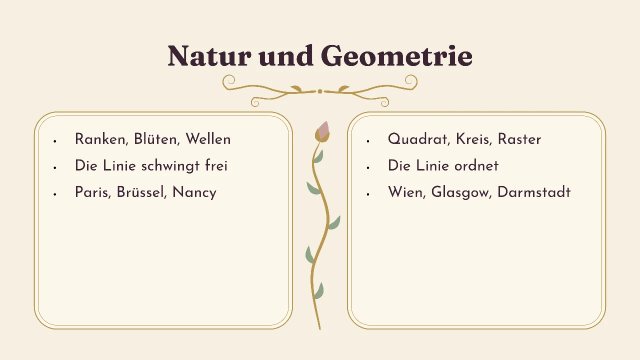 Natur und Geometrie
• Ranken, Blüten, Wellen
• Die Linie schwingt frei
• Paris, Brüssel, Nancy
• Quadrat, Kreis, Raster
• Die Linie ordnet
• Wien, Glasgow, Darmstadt